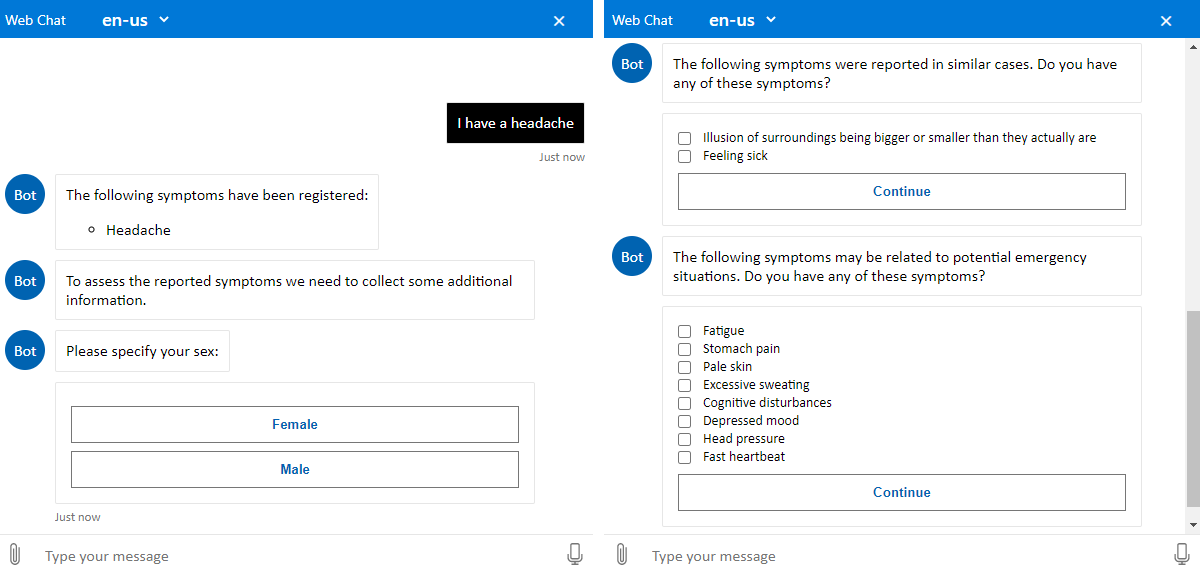 Web Chat en-us
I have a headache
Just now
Bot
The following symptoms have been registered:
Headache
Bot
To assess the reported symptoms we need to collect some additional
information.
Bot
Please specify your sex:
Female
Male
Just now
Type your message
Web Chat en-us
Bot
The following symptoms were reported in similar cases. Do you have
any of these symptoms?
Illusion of surroundings being bigger or smaller than they actually are
Feeling sick
Continue
Bot
The following symptoms may be related to potential emergency
situations. Do you have any of these symptoms?
Fatigue
Stomach pain
Pale skin
Excessive sweating
Cognitive disturbances
Depressed mood
Head pressure
Fast heartbeat
Continue
Type your message